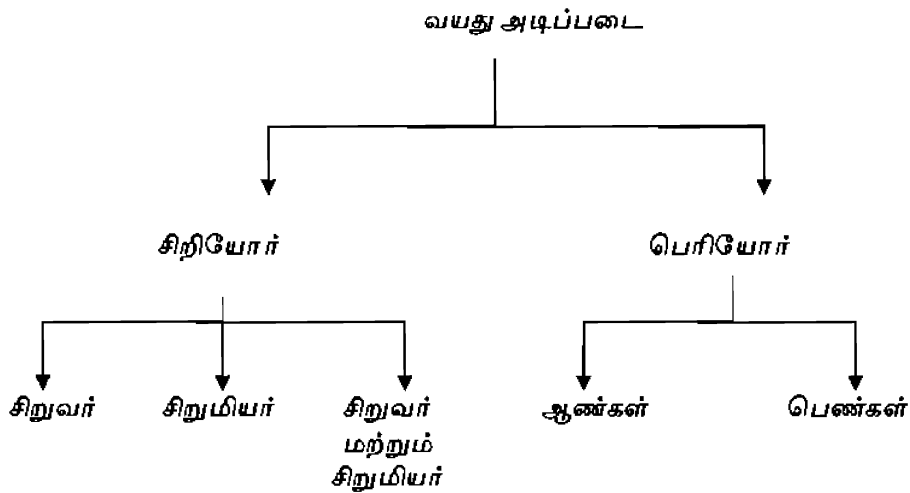 வயது அடிப்படை
சிறியோர்
பெரியோர்
சிறுவர்
சிறுமியர்
சிறுவர்
மற்றும்
சிறுமியர்
ஆண்கள்
பெண்கள்